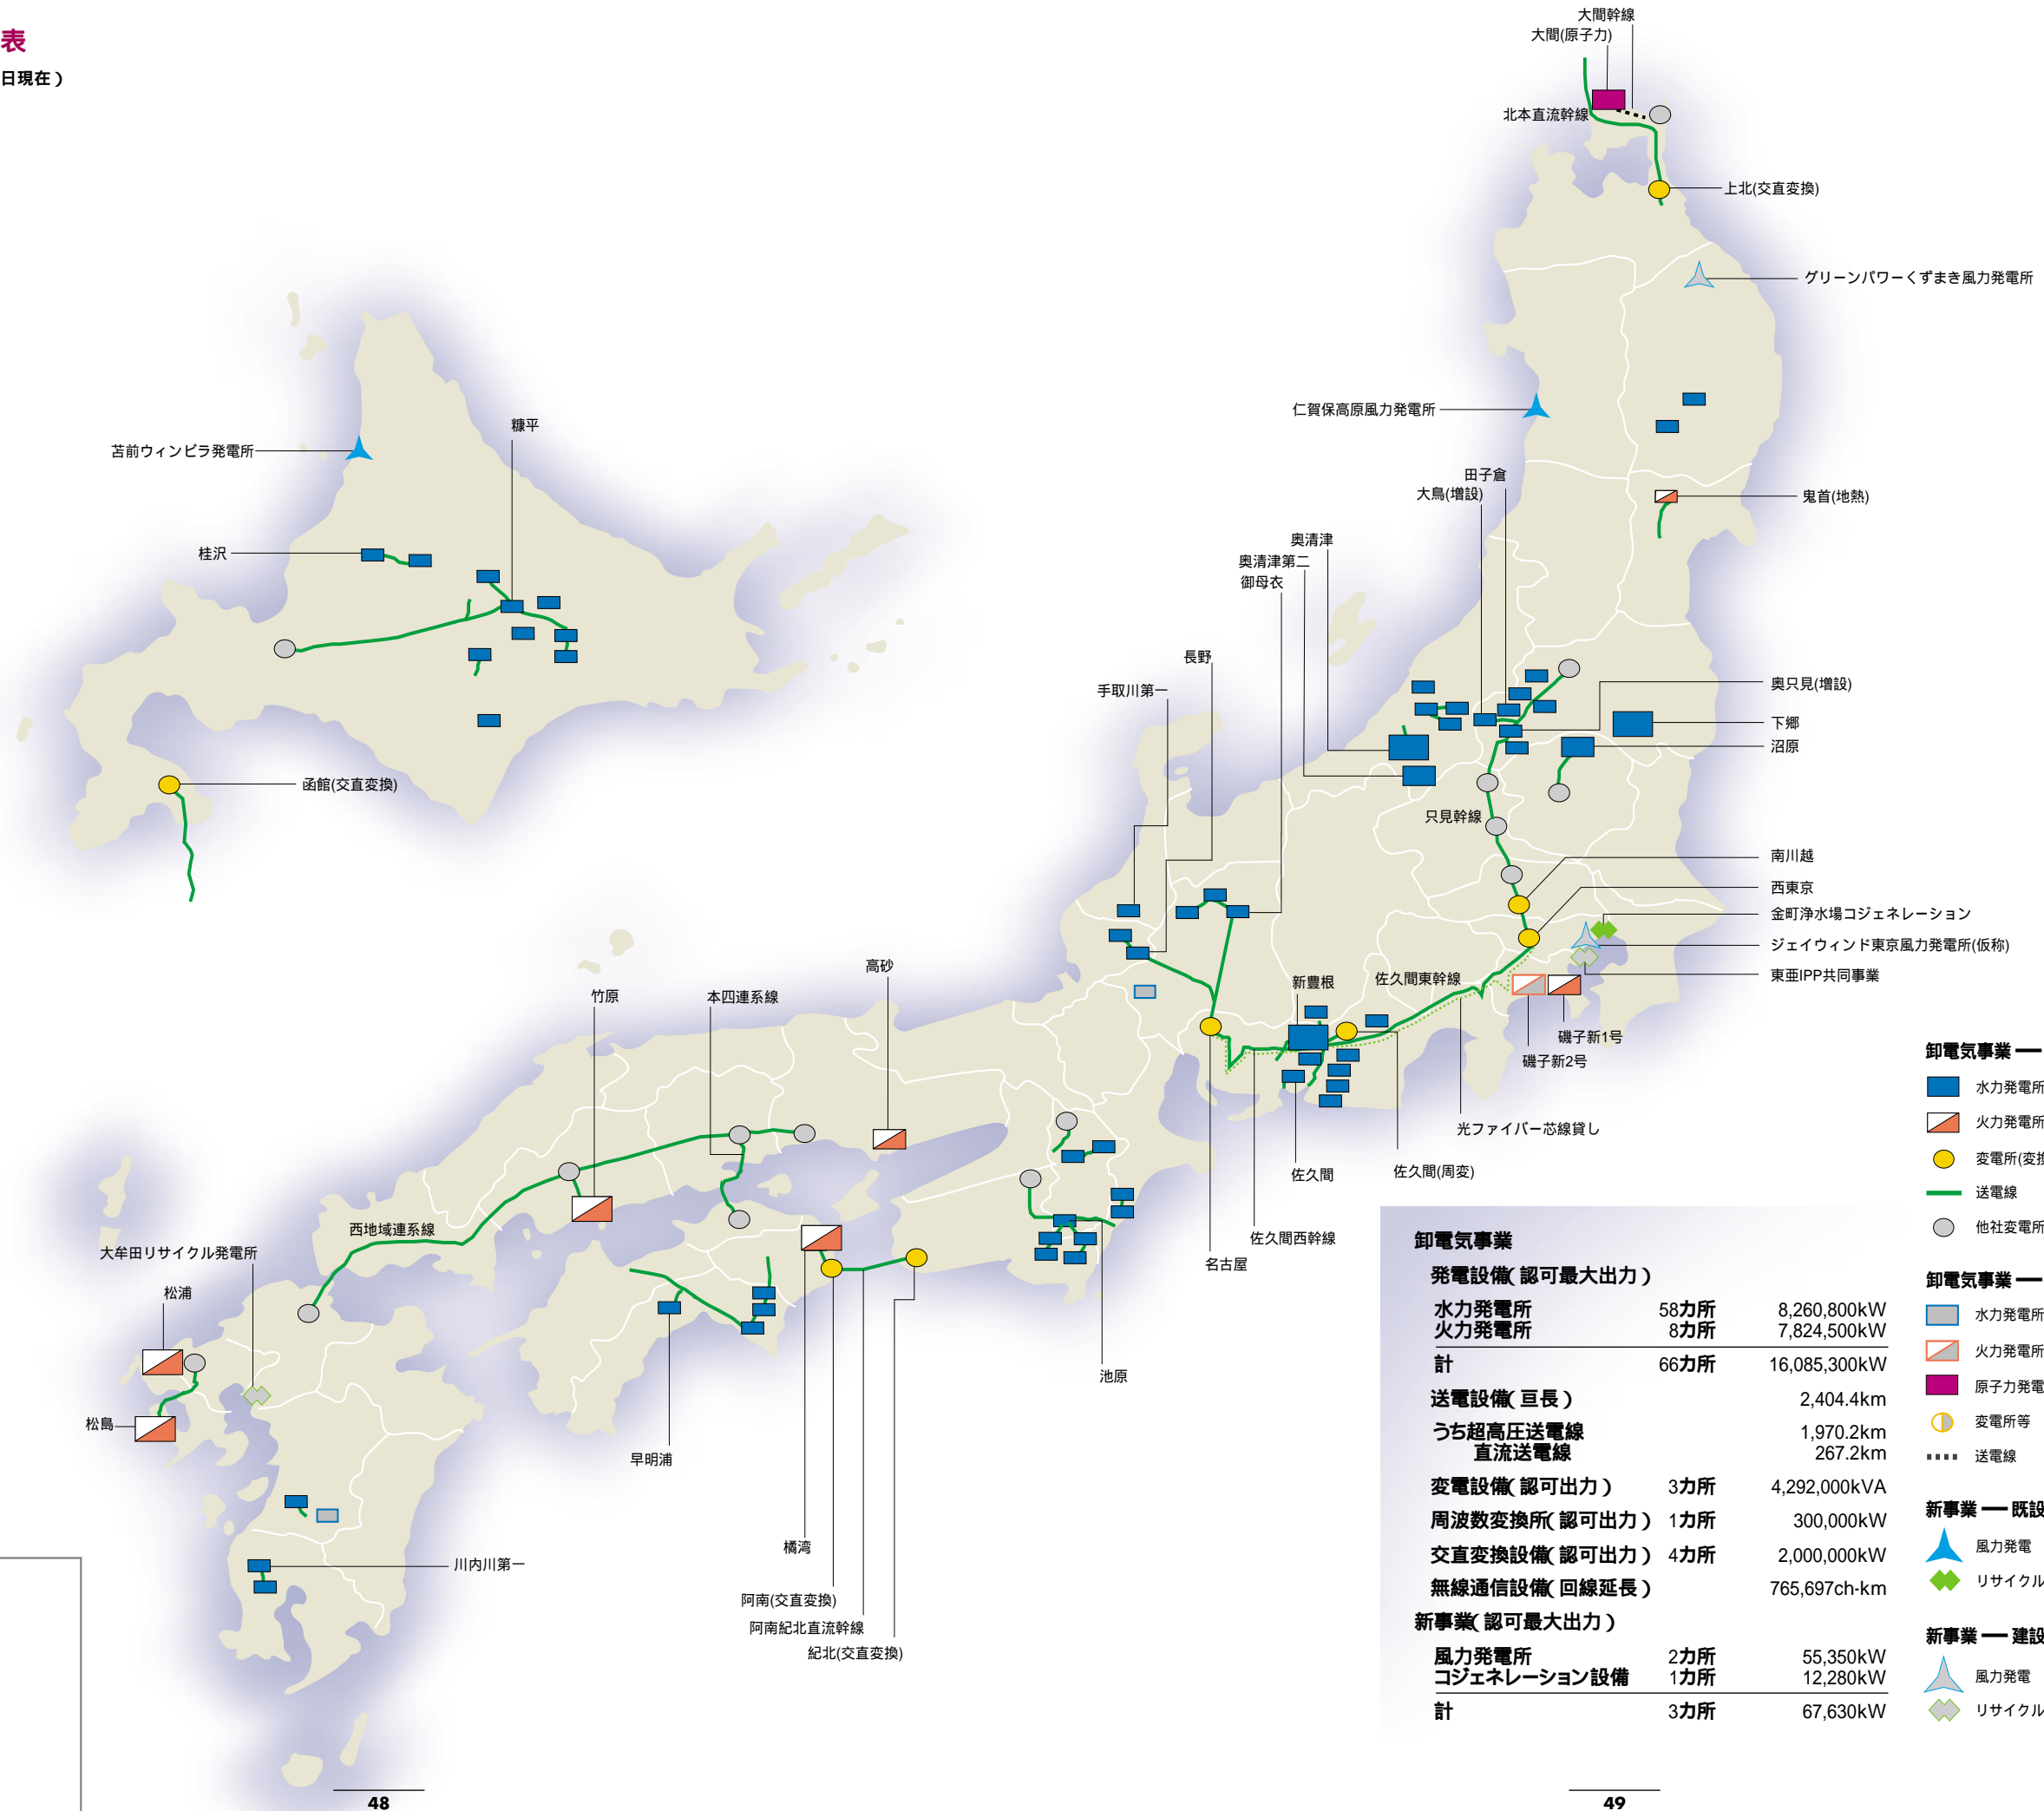 表
日現在）
大間幹線
大間(原子力)
北本直流幹線
上北(交直変換)
グリーンパワーくずまき風力発電所
仁賀保高原風力発電所
苫前ウィンビラ発電所
糠平
桂沢
函館(交直変換)
田子倉
大鳥(増設)
鬼首(地熱)
奥清津
奥清津第二
御母衣
長野
手取川第一
奥只見(増設)
下郷
沼原
只見幹線
南川越
西東京
金町浄水場コジェネレーション
ジェイウィンド東京風力発電所(仮称)
東亜IPP共同事業
新豊根
佐久間東幹線
磯子新1号
磯子新2号
光ファイバー芯線貸し
佐久間(周変)
佐久間
佐久間西幹線
名古屋
高砂
竹原
本四連系線
西地域連系線
大牟田リサイクル発電所
松浦
松島
早明浦
池原
橘湾
阿南(交直変換)
阿南紀北直流幹線
紀北(交直変換)
川内川第一
卸電気事業
発電設備（認可最大出力）
水力発電所 58カ所 8,260,800kW
火力発電所 8カ所 7,824,500kW
計 66カ所 16,085,300kW
送電設備（亘長） 2,404.4km
うち超高圧送電線 1,970.2km
直流送電線 267.2km
変電設備（認可出力） 3カ所 4,292,000kVA
周波数変換所（認可出力） 1カ所 300,000kW
交直変換設備（認可出力） 4カ所 2,000,000kW
無線通信設備（回線延長） 765,697ch-km
新事業（認可最大出力）
風力発電所 2カ所 55,350kW
コジェネレーション設備 1カ所 12,280kW
計 3カ所 67,630kW
卸電気事業 ―
水力発電所
火力発電所
変電所(変換
送電線
他社変電所
卸電気事業 ―
水力発電所
火力発電所
原子力発電
変電所等
送電線
新事業 ― 既設
風力発電
リサイクル
新事業 ― 建設
風力発電
リサイクル
48
49